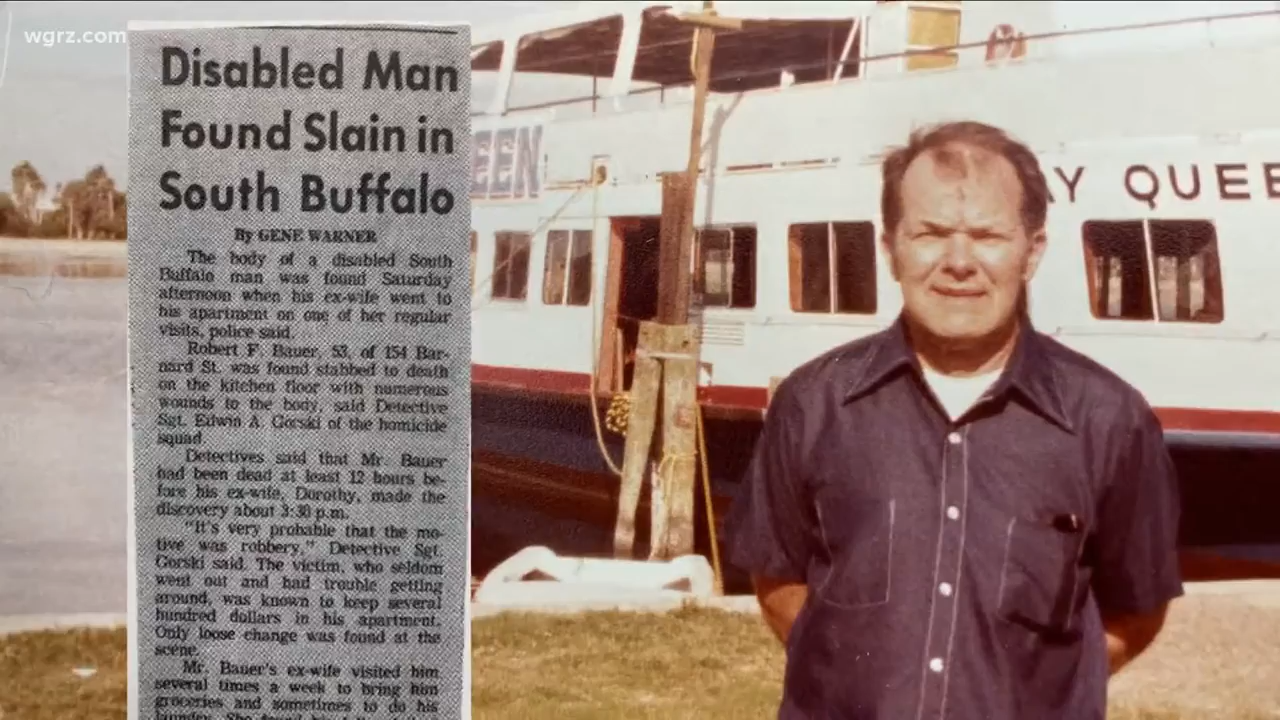 wgrz.com
Disabled Man
Found Slain in
South Buffalo
By GENE WARNER
The body of a disabled South
Buffalo man was found Saturday
afternoon when his ex-wife went to
his apartment on one of her regular
visits, police said.
Robert F. Bauer, 53, of 154 Bar-
nard St. was found stabbed to death
on the kitchen floor with numerous
wounds to the body, said Detective
Sgt. Edwin A. Gorski of the homicide
squad.
Detectives said that Mr. Bauer
had been dead at least 12 hours be-
fore his ex-wife, Dorothy, made the
discovery about 3:30 p.m.
"It's very probable that the mo-
tive was robbery," Detective Sgt.
Gorski said. The victim, who seldom
went out and had trouble getting
around, was known to keep several
hundred dollars in his apartment.
Only loose change was found at the
scene.
Mr. Bauer's ex-wife visited him
several times a week to bring him
groceries and sometimes to do his
EEN
AY QUEE